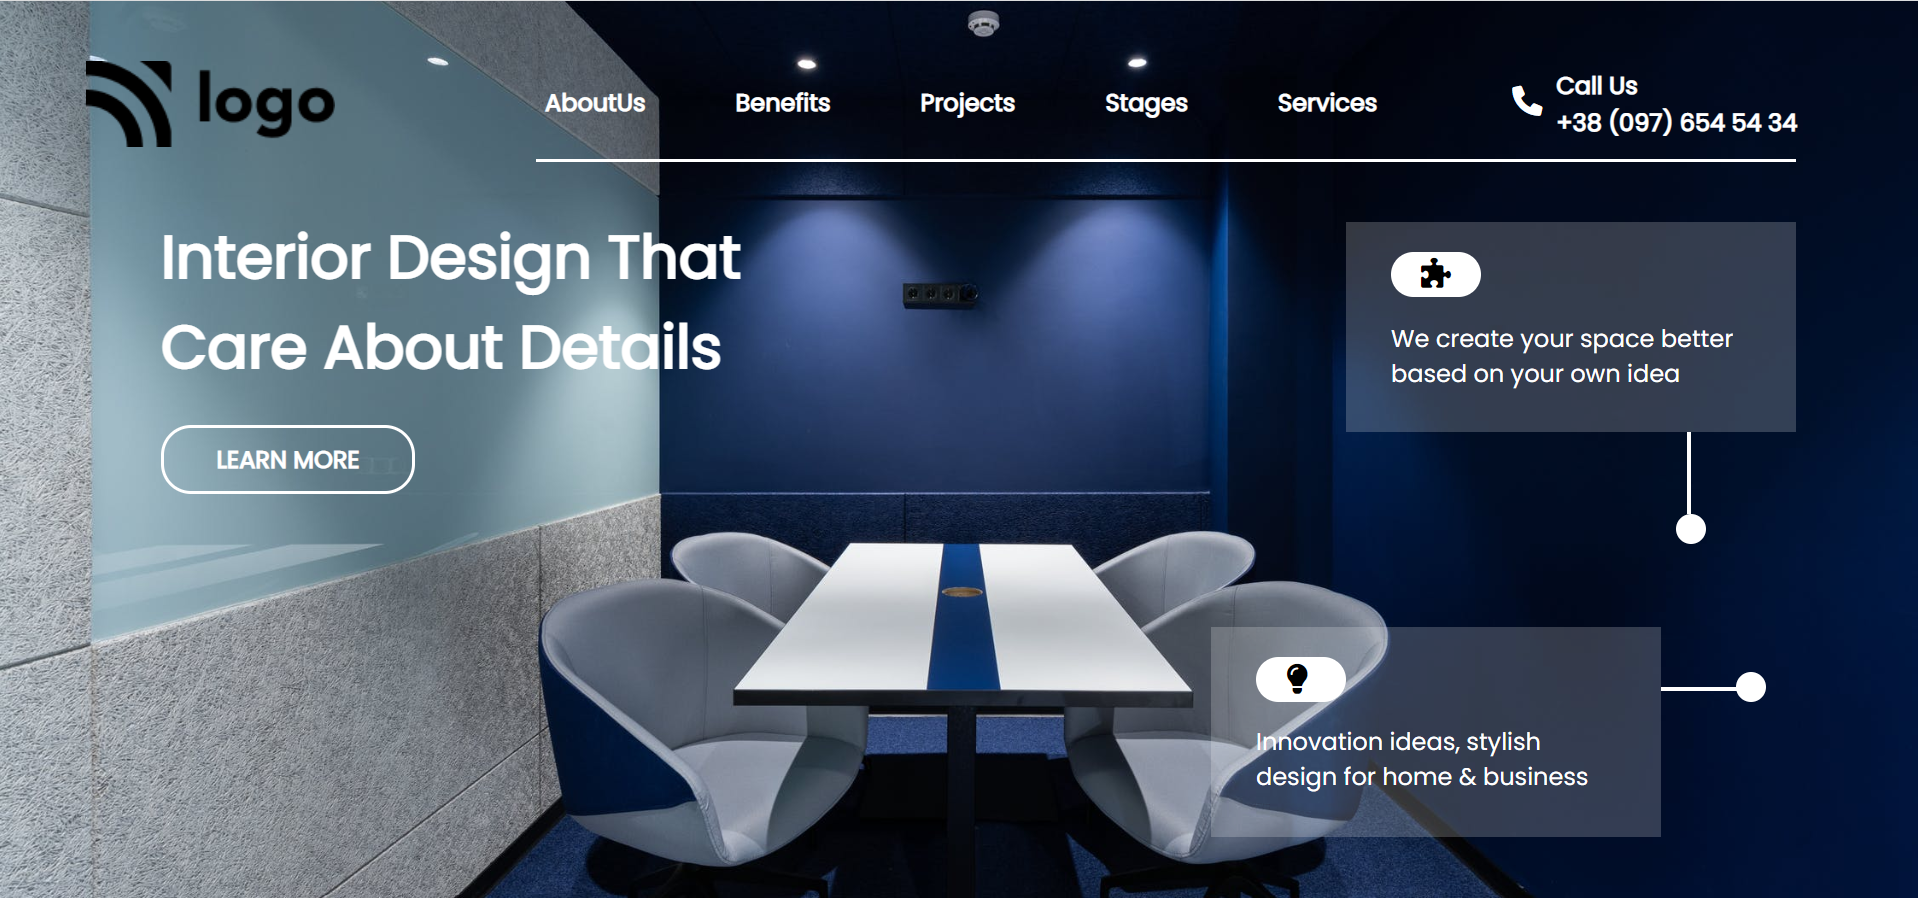 logo
AboutUs
Benefits
Projects
Stages
Services
Call Us
+38 (097) 654 54 34
Interior Design That
Care About Details
LEARN MORE
We create your space better
based on your own idea
Innovation ideas, stylish
design for home & business